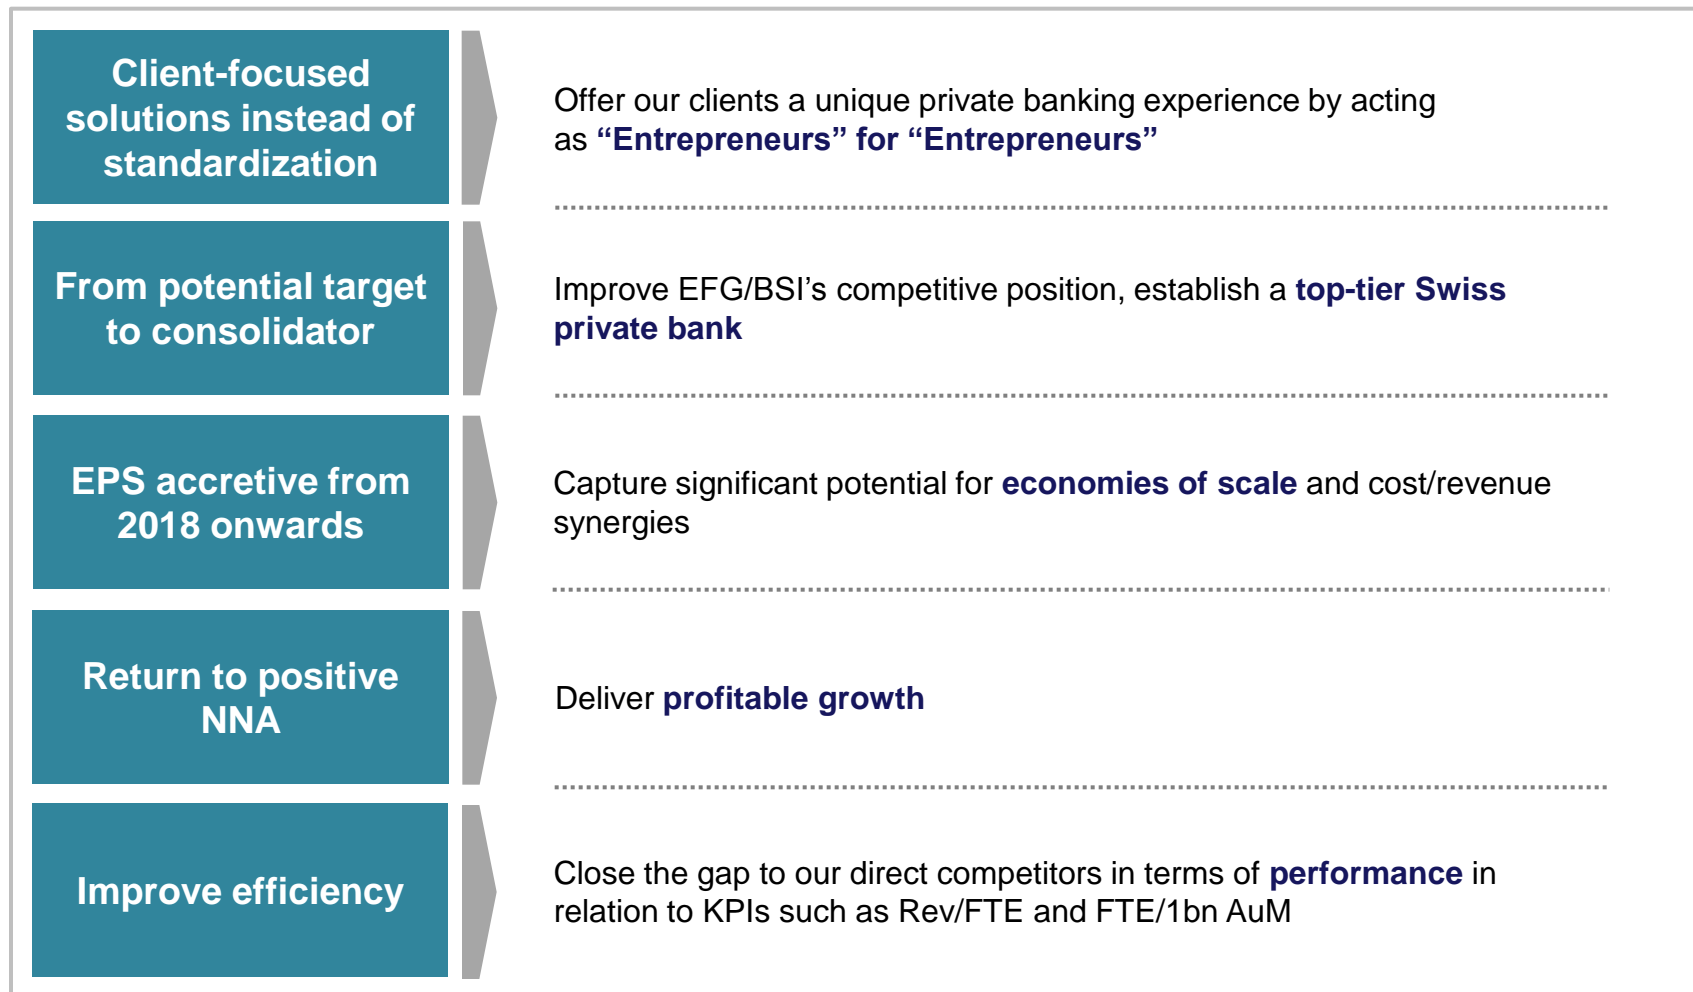 Client-focused
solutions instead of
standardization
Offer our clients a unique private banking experience by acting
as “Entrepreneurs” for “Entrepreneurs”
From potential target
to consolidator
Improve EFG/BSI’s competitive position, establish a top-tier Swiss
private bank
EPS accretive from
2018 onwards
Capture significant potential for economies of scale and cost/revenue
synergies
Return to positive
NNA
Deliver profitable growth
Improve efficiency
Close the gap to our direct competitors in terms of performance in
relation to KPIs such as Rev/FTE and FTE/1bn AuM